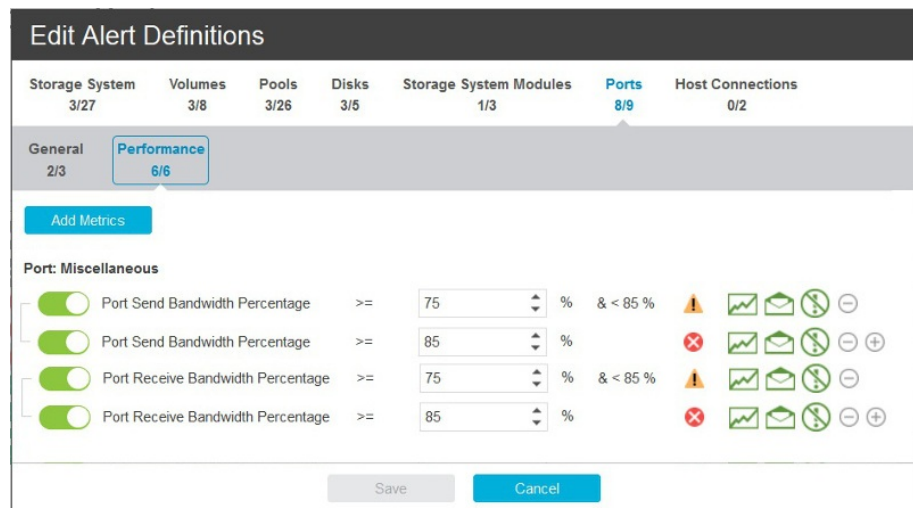 Edit Alert Definitions
Storage System Volumes Pools Disks Storage System Modules Ports Host Connections
3/27 3/8 3/26 3/5 1/3 8/9 0/2
General Performance
2/3 6/6
Add Metrics
Port: Miscellaneous
Port Send Bandwidth Percentage >= 75 % & < 85 %
Port Send Bandwidth Percentage >= 85 %
Port Receive Bandwidth Percentage >= 75 % & < 85 %
Port Receive Bandwidth Percentage >= 85 %
Save Cancel